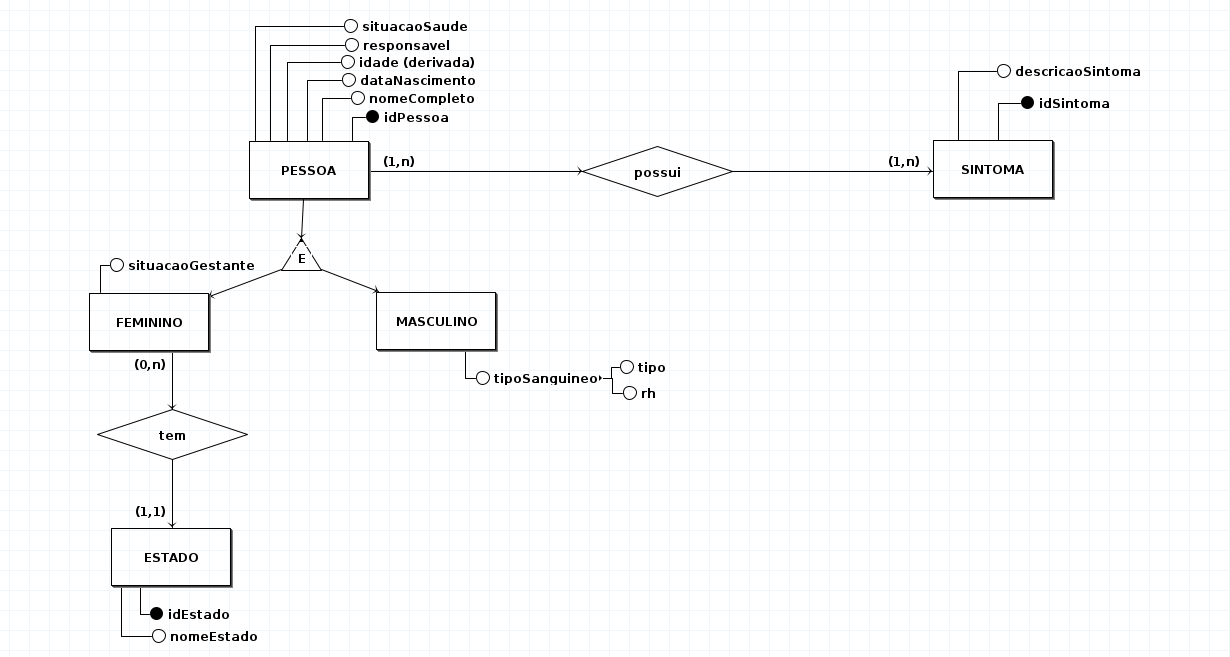 situacaoSaude
responsavel
idade (derivada)
dataNascimento
nomeCompleto
idPessoa
descricaoSintoma
idSintoma
PESSOA
(1,n)
possui
(1,n)
SINTOMA
E
situacaoGestante
FEMININO
MASCULINO
(0,n)
tipoSanguineo
tipo
rh
tem
(1,1)
ESTADO
idEstado
nomeEstado